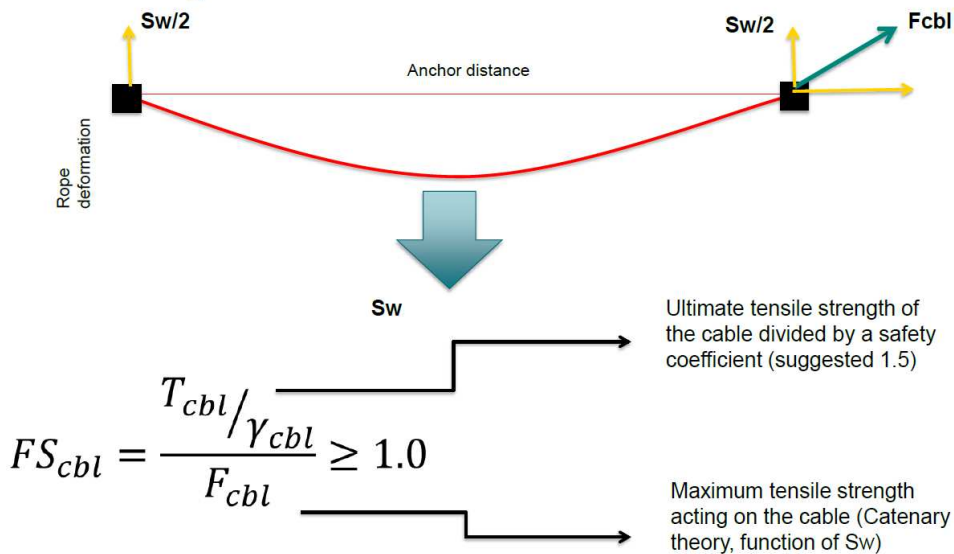 Sw/2
Sw/2
Fcbl
Anchor distance
Rope
deformation
Sw
Ultimate tensile strength of
the cable divided by a safety
coefficient (suggested 1.5)
FS_cbl = (T_cbl/γ_cbl)/F_cbl ≥ 1.0
Maximum tensile strength
acting on the cable (Catenary
theory, function of Sw)